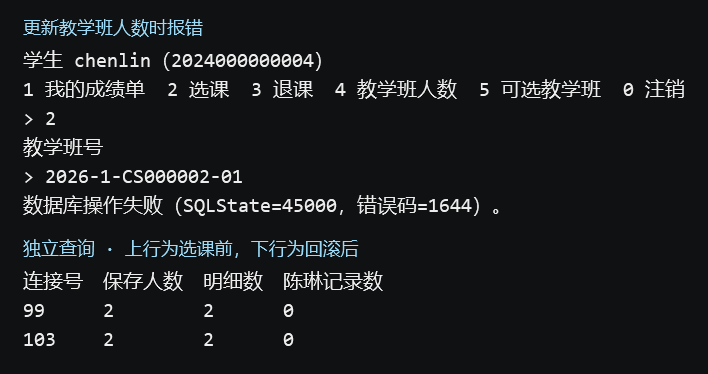 更新教学班人数时报错
学生 chenlin（2024000000004）
1 我的成绩单  2 选课  3 退课  4 教学班人数  5 可选教学班  0 注销
> 2
教学班号
> 2026-1-CS000002-01
数据库操作失败（SQLState=45000，错误码=1644）。
独立查询 · 上行为选课前，下行为回滚后
连接号  保存人数  明细数  陈琳记录数
99  2  2  0
103  2  2  0